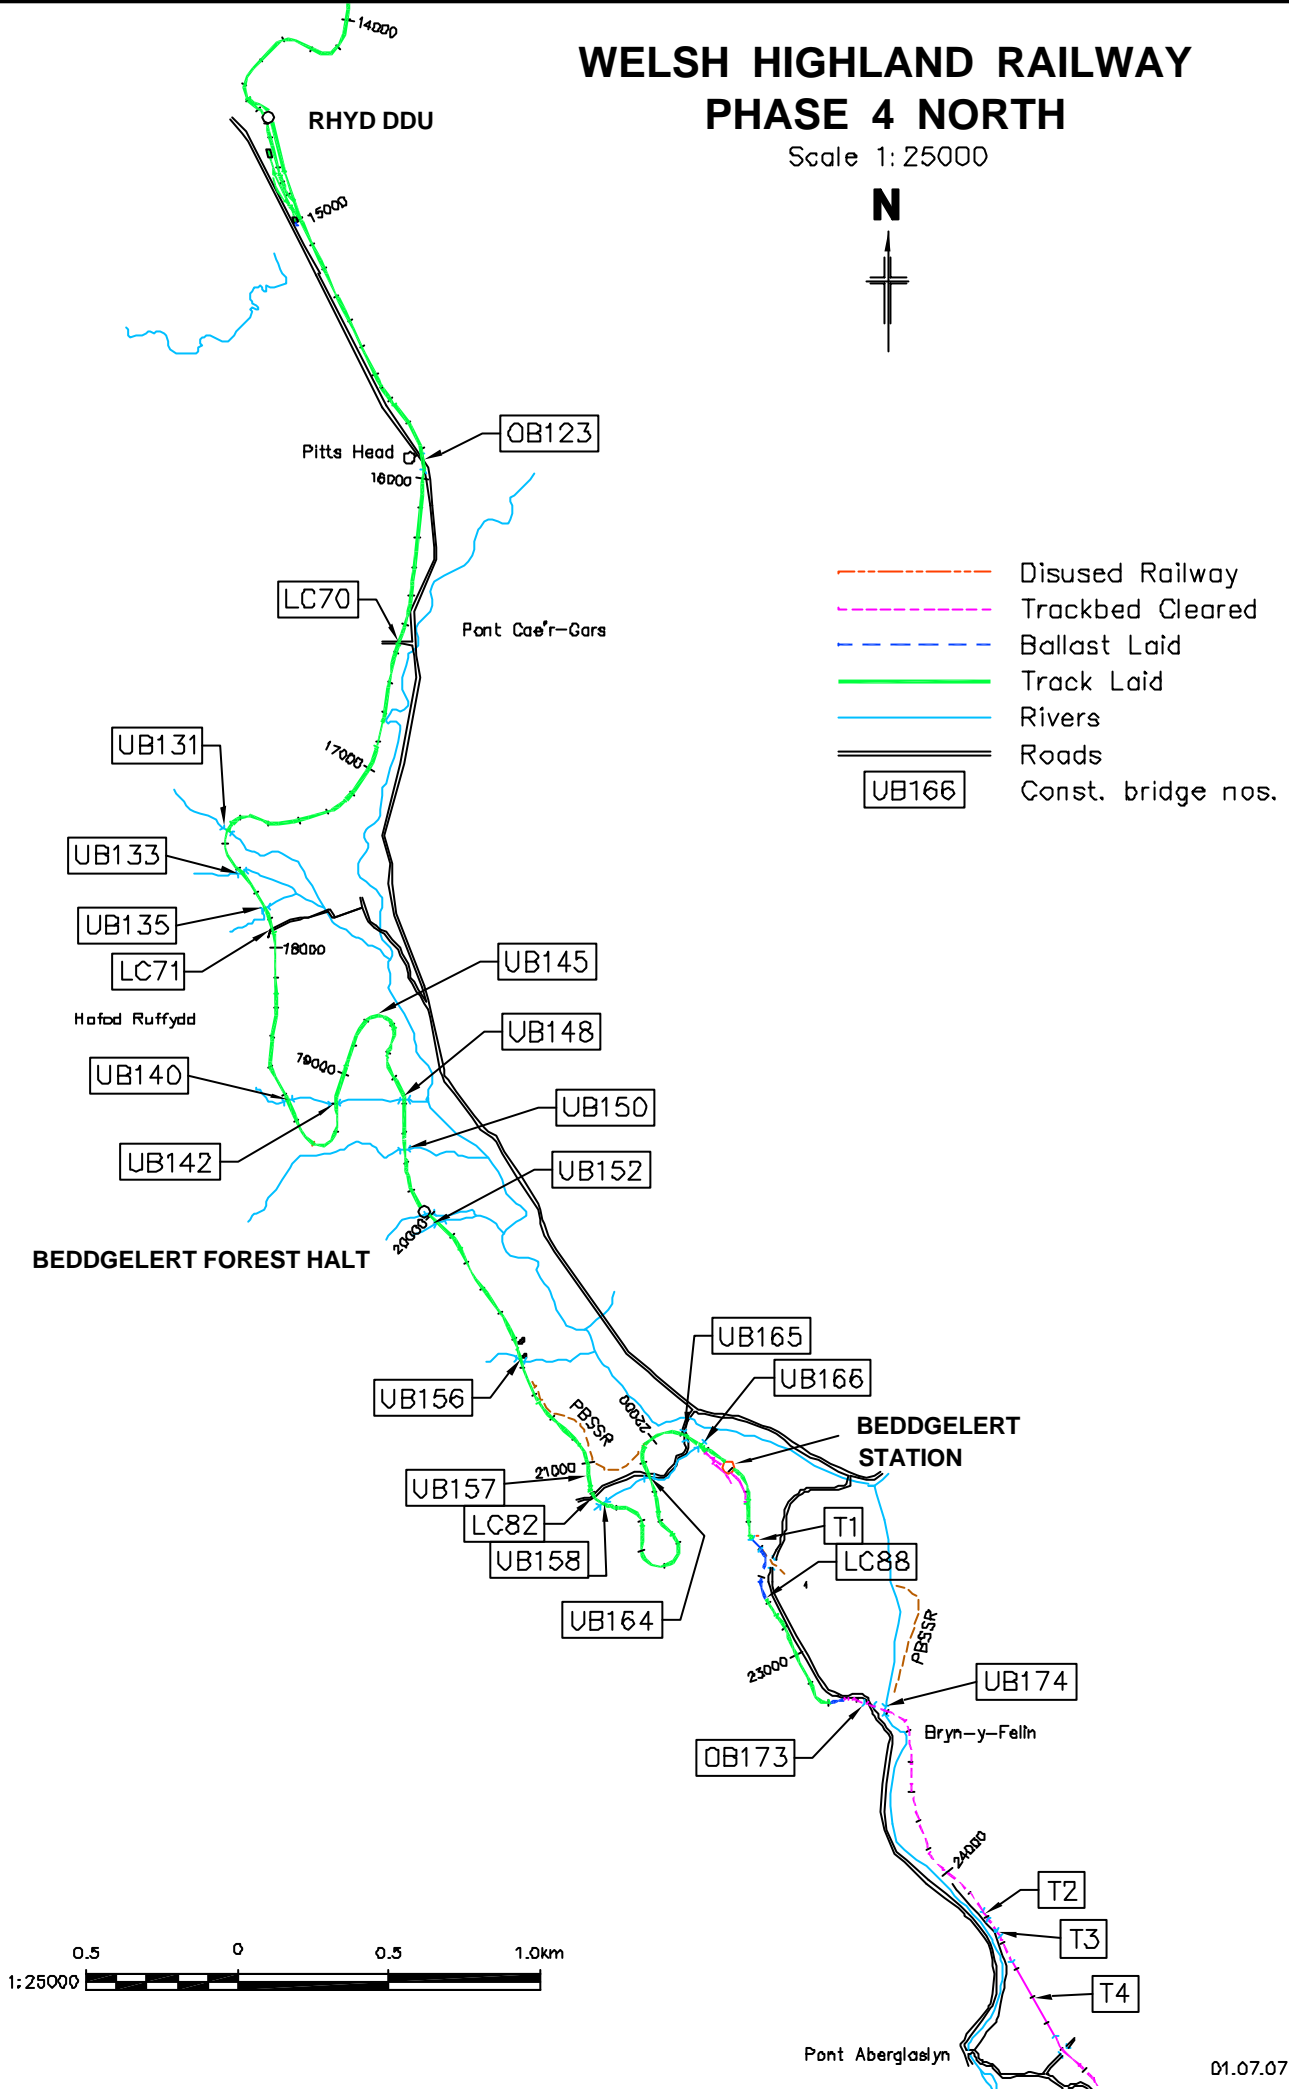 14000
WELSH HIGHLAND RAILWAY
PHASE 4 NORTH
Scale 1:25000
N
RHYD DDU
15000
OB123
Pitts Head
16000
Disused Railway
Trackbed Cleared
Ballast Laid
Track Laid
Rivers
Roads
UB166 Const. bridge nos.
LC70
Pont Cae'r-Gors
UB131
17000
UB133
UB135
18000
LC71
UB145
Hafod Ruffydd
UB148
19000
UB140
UB150
UB142
UB152
20000
BEDDGELERT FOREST HALT
UB165
UB166
UB156
PBSSR
22000
BEDDGELERT
STATION
21000
UB157
LC82
T1
UB158
LC88
UB164
PBSSR
23000
UB174
Bryn-y-Felin
OB173
24000
T2
T3
T4
0.5 0 0.5 1.0km
1:25000
Pont Aberglaslyn
01.07.07